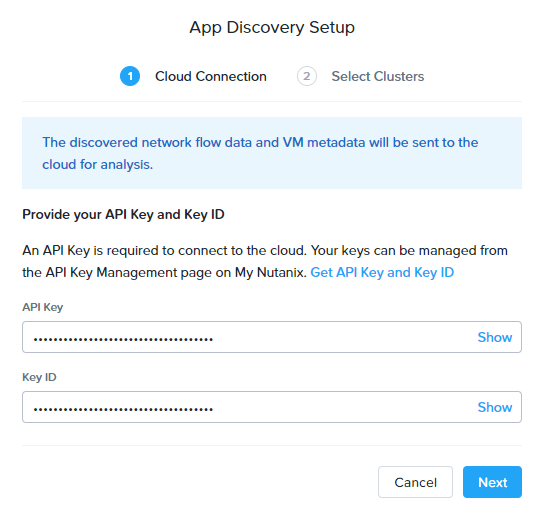 App Discovery Setup
1 Cloud Connection 2 Select Clusters
The discovered network flow data and VM metadata will be sent to the
cloud for analysis.
Provide your API Key and Key ID
An API Key is required to connect to the cloud. Your keys can be managed from
the API Key Management page on My Nutanix. Get API Key and Key ID
API Key
•••••••••••••••••••••••••••••••••••• Show
Key ID
•••••••••••••••••••••••••••••••••••• Show
Cancel Next